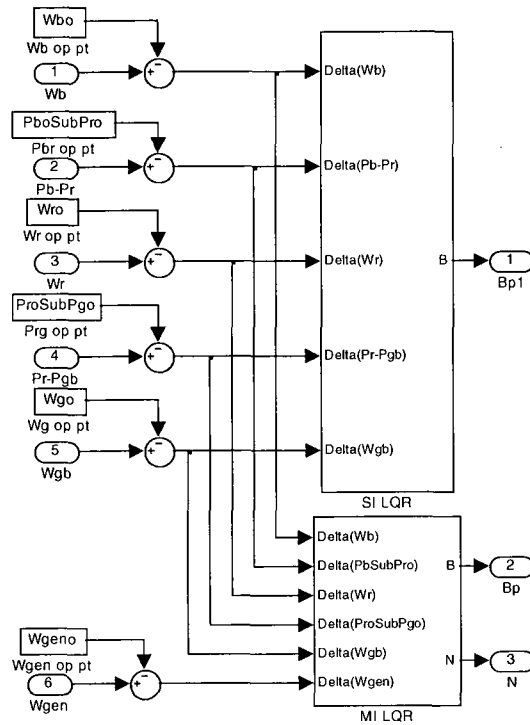 Wbo
Wb op pt
1
Wb
+
−
Delta(Wb)
PboSubPro
Pbr op pt
2
Pb-Pr
+
−
Delta(Pb-Pr)
Wro
Wr op pt
3
Wr
+
−
Delta(Wr)
B
1
Bp1
ProSubPgo
Prg op pt
4
Pr-Pgb
+
−
Delta(Pr-Pgb)
Wgo
Wg op pt
5
Wgb
+
−
Delta(Wgb)
SI LQR
Delta(Wb)
Delta(PbSubPro)
B
2
Bp
Delta(Wr)
Delta(ProSubPgo)
Wgeno
Wgen op pt
6
Wgen
+
−
Delta(Wgb)
Delta(Wgen)
N
3
N
MI LQR